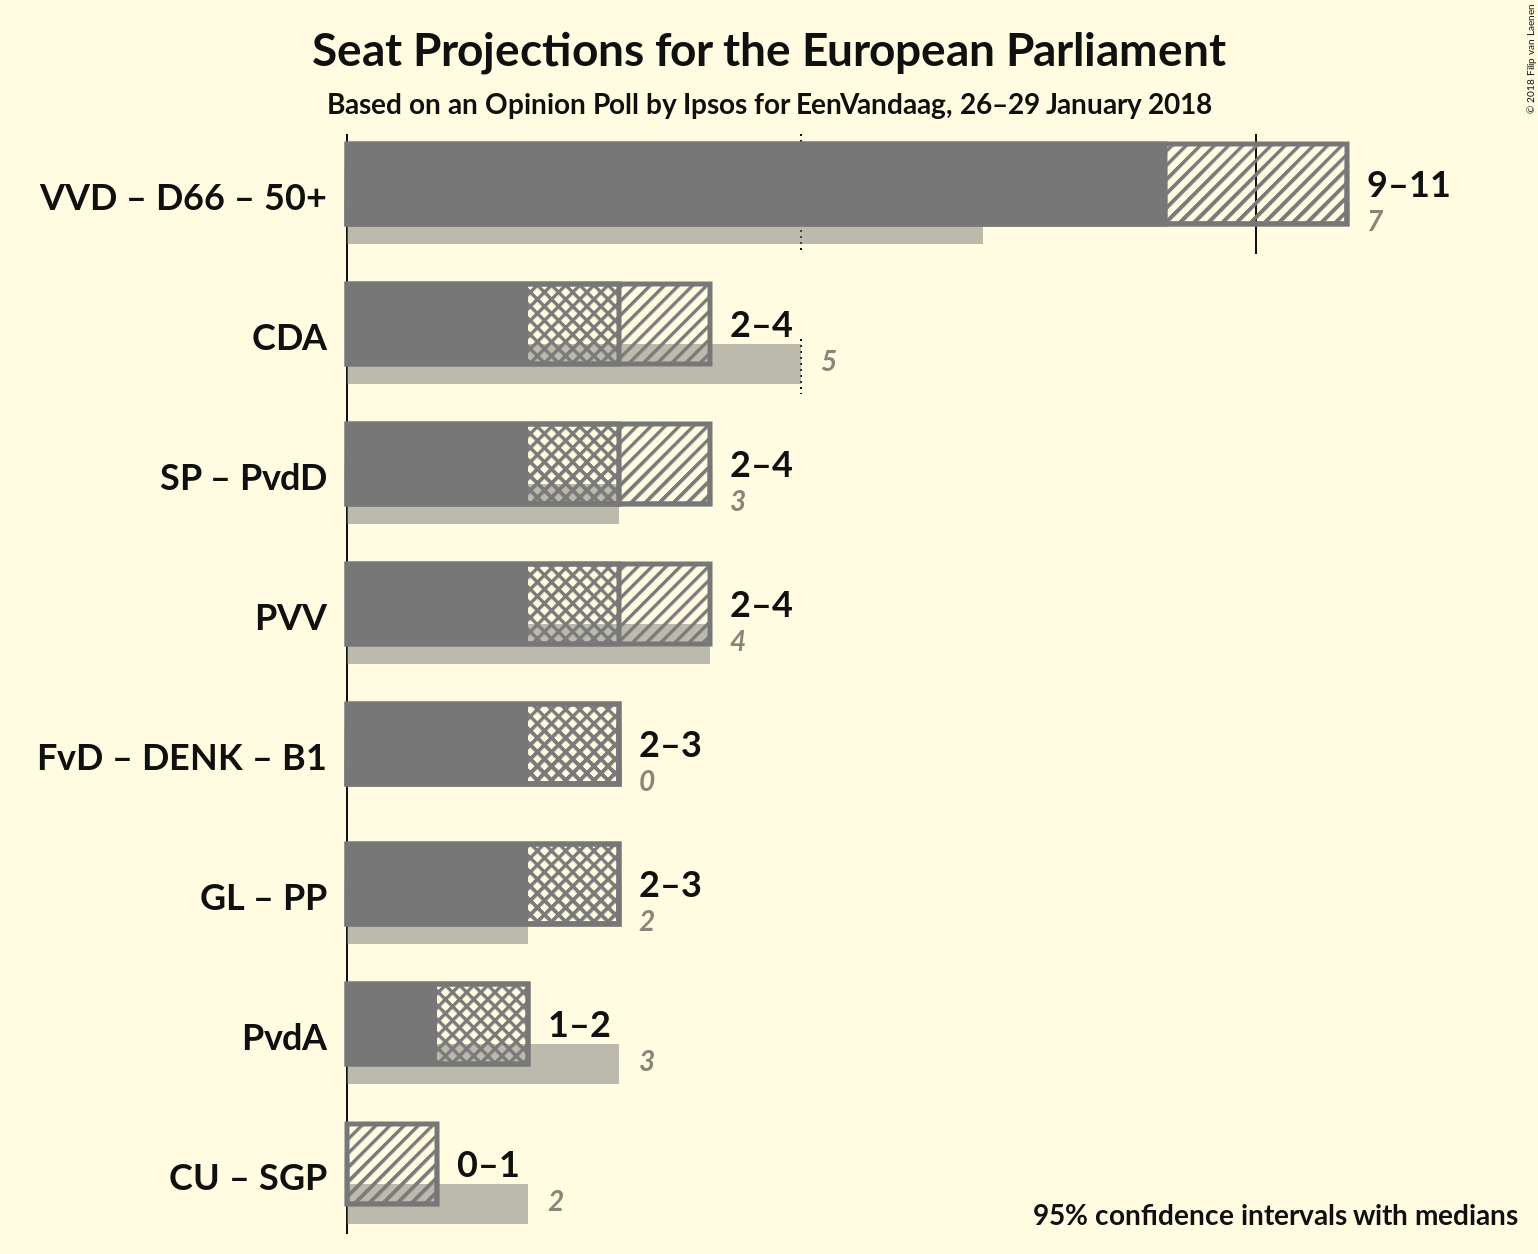 Seat Projections for the European Parliament
Based on an Opinion Poll by Ipsos for EenVandaag, 26–29 January 2018
© 2018 Filip van Laenen
VVD – D66 – 50+
9–11
7
CDA
2–4
5
SP – PvdD
2–4
3
PVV
2–4
4
FvD – DENK – B1
2–3
0
GL – PP
2–3
2
PvdA
1–2
3
CU – SGP
0–1
2
95% confidence intervals with medians